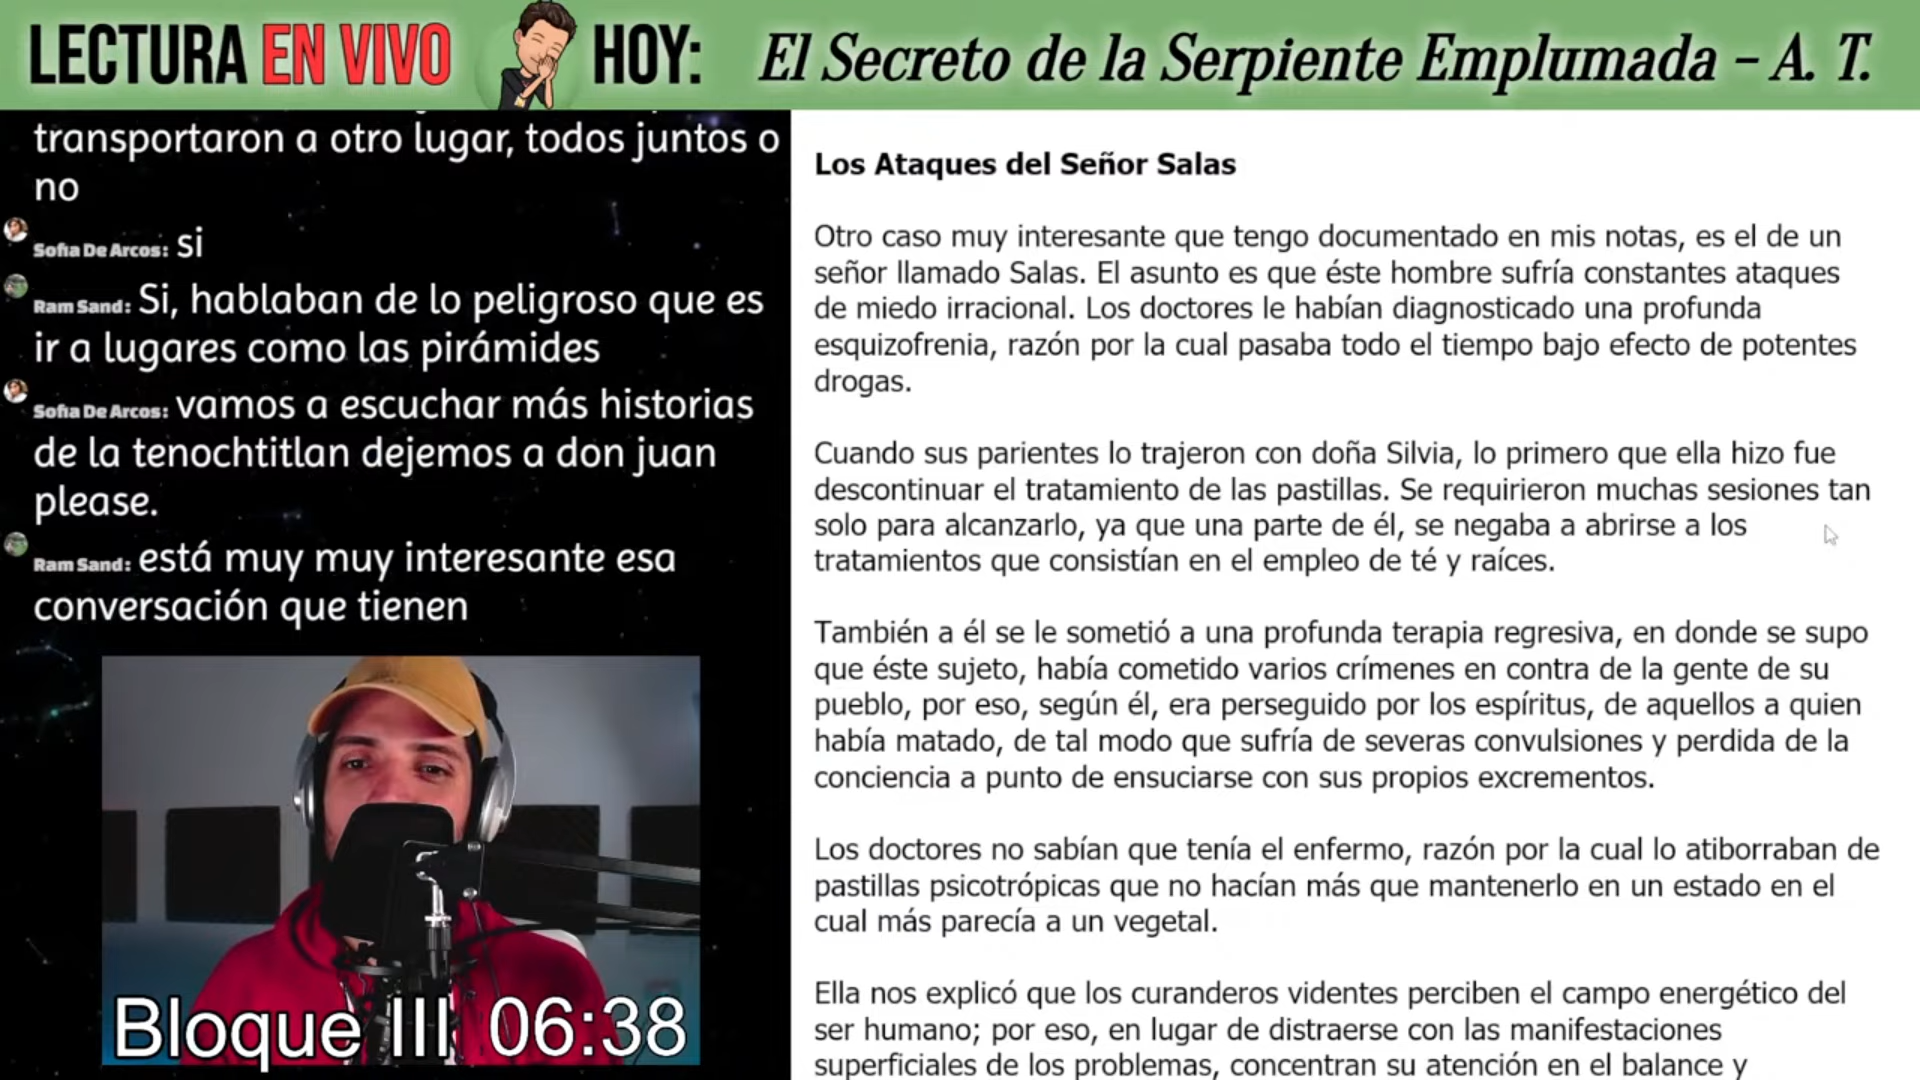 LECTURA EN VIVO HOY: El Secreto de la Serpiente Emplumada - A. T.
transportaron a otro lugar, todos juntos o
no
Sofia De Arcos: si
Ram Sand: Si, hablaban de lo peligroso que es
ir a lugares como las pirámides
Sofia De Arcos: vamos a escuchar más historias
de la tenochtitlan dejemos a don juan
please.
Ram Sand: está muy muy interesante esa
conversación que tienen
Bloque III 06:38
Los Ataques del Señor Salas
Otro caso muy interesante que tengo documentado en mis notas, es el de un
señor llamado Salas. El asunto es que éste hombre sufría constantes ataques
de miedo irracional. Los doctores le habían diagnosticado una profunda
esquizofrenia, razón por la cual pasaba todo el tiempo bajo efecto de potentes
drogas.
Cuando sus parientes lo trajeron con doña Silvia, lo primero que ella hizo fue
descontinuar el tratamiento de las pastillas. Se requirieron muchas sesiones tan
solo para alcanzarlo, ya que una parte de él, se negaba a abrirse a los
tratamientos que consistían en el empleo de té y raíces.
También a él se le sometió a una profunda terapia regresiva, en donde se supo
que éste sujeto, había cometido varios crímenes en contra de la gente de su
pueblo, por eso, según él, era perseguido por los espíritus, de aquellos a quien
había matado, de tal modo que sufría de severas convulsiones y perdida de la
conciencia a punto de ensuciarse con sus propios excrementos.
Los doctores no sabían que tenía el enfermo, razón por la cual lo atiborraban de
pastillas psicotrópicas que no hacían más que mantenerlo en un estado en el
cual más parecía a un vegetal.
Ella nos explicó que los curanderos videntes perciben el campo energético del
ser humano; por eso, en lugar de distraerse con las manifestaciones
superficiales de los problemas, concentran su atención en el balance y